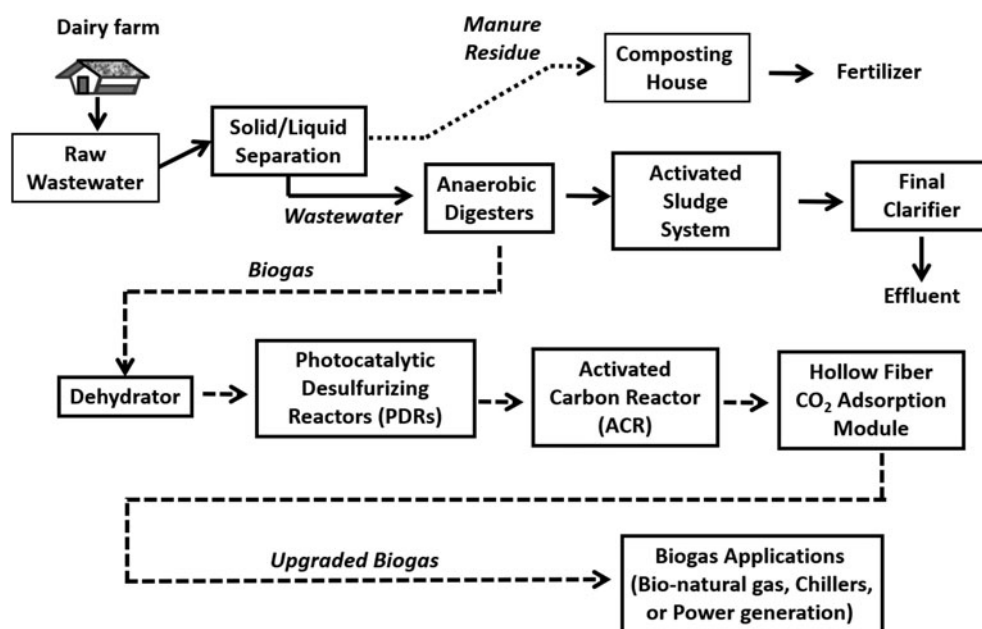 Dairy farm
Manure
Residue
Composting
House
Fertilizer
Raw
Wastewater
Solid/Liquid
Separation
Wastewater
Anaerobic
Digesters
Activated
Sludge
System
Final
Clarifier
Effluent
Biogas
Dehydrator
Photocatalytic
Desulfurizing
Reactors (PDRs)
Activated
Carbon Reactor
(ACR)
Hollow Fiber
CO₂ Adsorption
Module
Upgraded Biogas
Biogas Applications
(Bio-natural gas, Chillers,
or Power generation)